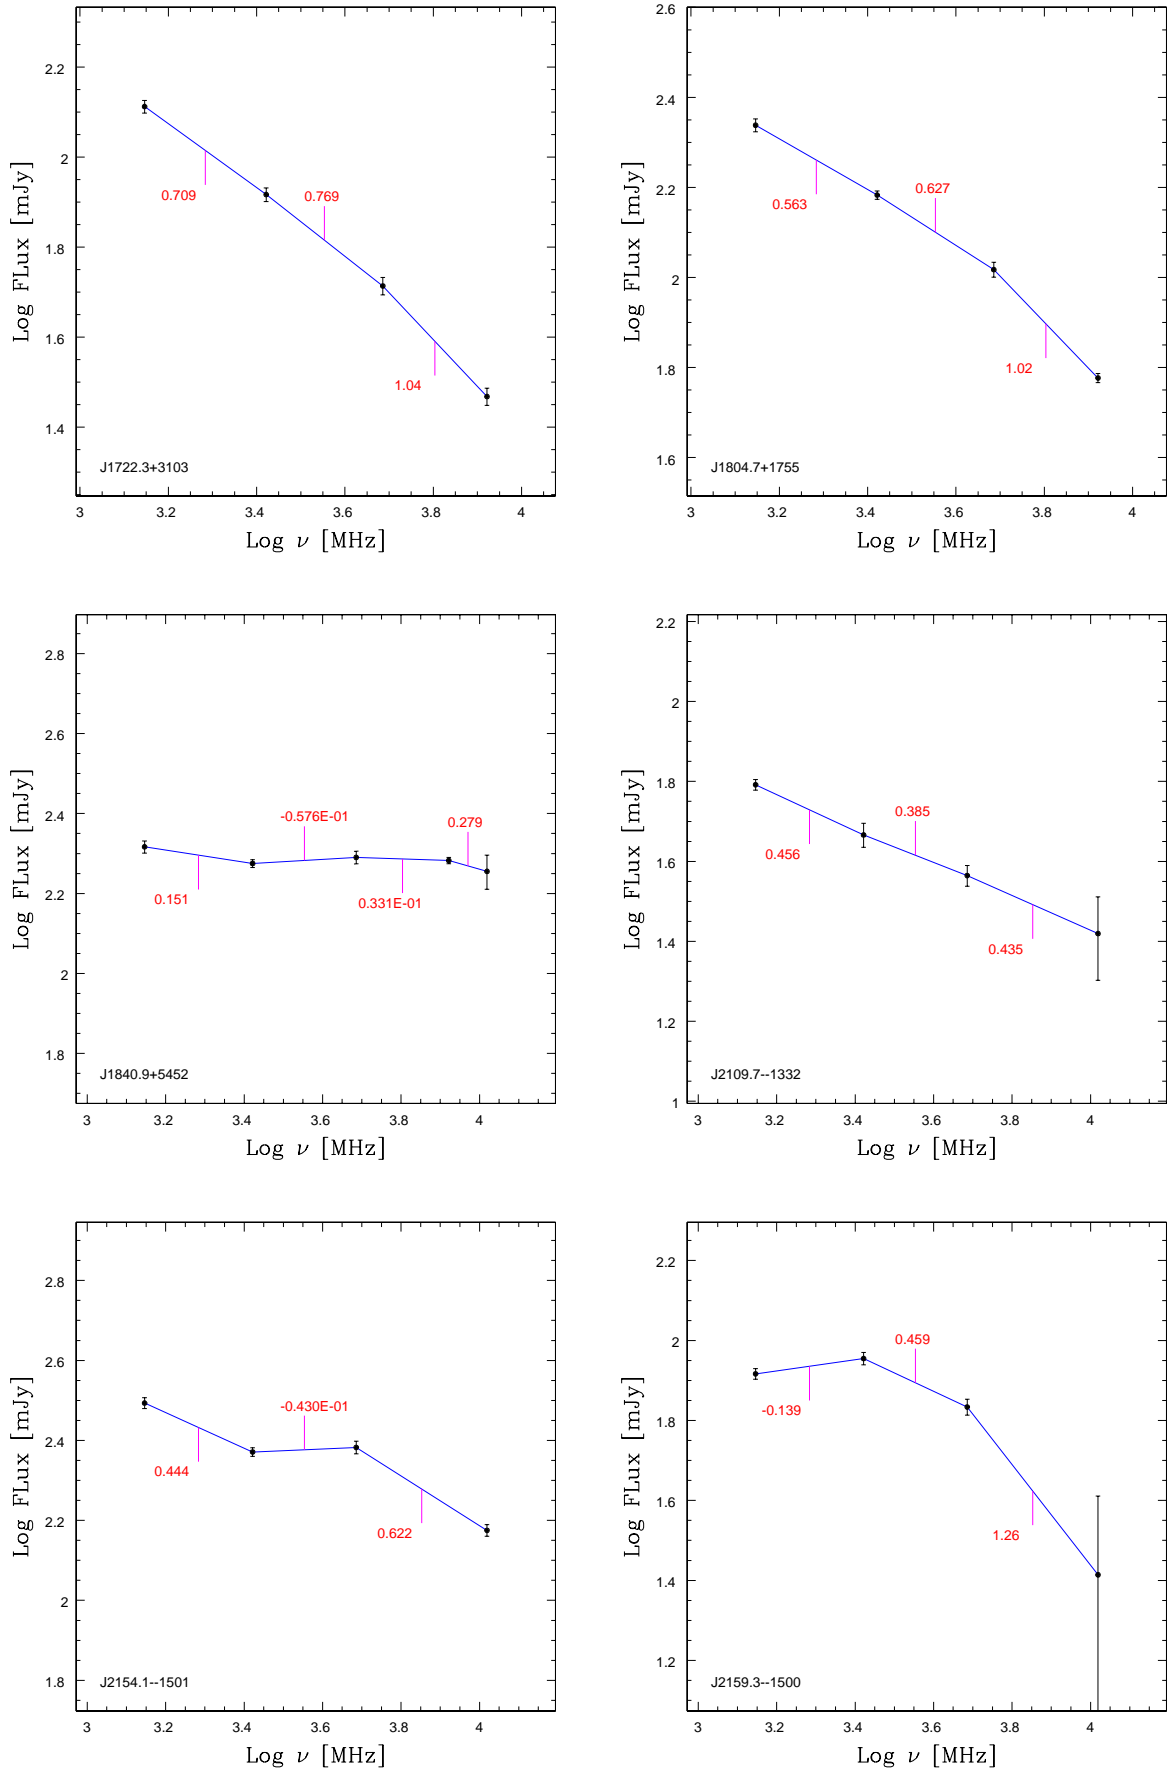 2.2
2
1.8
1.6
1.4
Log FLux [mJy]
0.709
0.769
1.04
J1722.3+3103
3 3.2 3.4 3.6 3.8 4
Log ν [MHz]
2.6
2.4
2.2
2
1.8
1.6
Log FLux [mJy]
0.563
0.627
1.02
J1804.7+1755
3 3.2 3.4 3.6 3.8 4
Log ν [MHz]
2.8
2.6
2.4
2.2
2
1.8
Log FLux [mJy]
0.151
-0.576E-01
0.331E-01
0.279
J1840.9+5452
3 3.2 3.4 3.6 3.8 4
Log ν [MHz]
2.2
2
1.8
1.6
1.4
1.2
1
Log FLux [mJy]
0.456
0.385
0.435
J2109.7--1332
3 3.2 3.4 3.6 3.8 4
Log ν [MHz]
2.8
2.6
2.4
2.2
2
1.8
Log FLux [mJy]
0.444
-0.430E-01
0.622
J2154.1--1501
3 3.2 3.4 3.6 3.8 4
Log ν [MHz]
2.2
2
1.8
1.6
1.4
1.2
Log FLux [mJy]
-0.139
0.459
1.26
J2159.3--1500
3 3.2 3.4 3.6 3.8 4
Log ν [MHz]